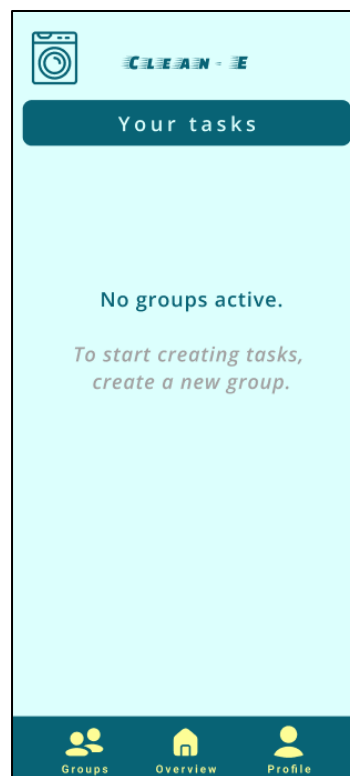 CLEAN-E
Your tasks
No groups active.
To start creating tasks,
create a new group.
Groups Overview Profile